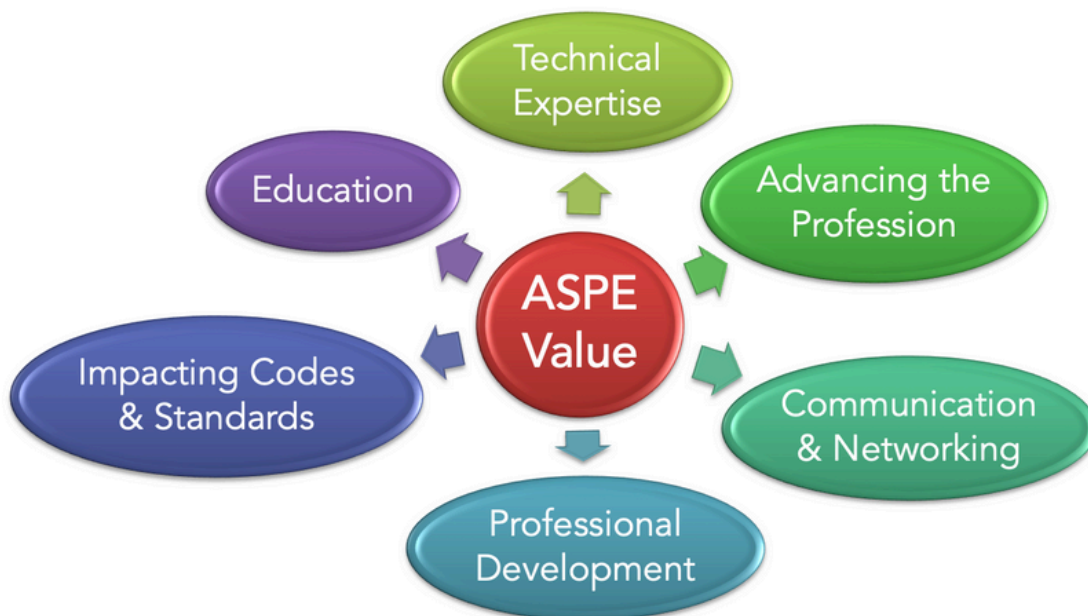 Technical
Expertise
Education
Advancing the
Profession
ASPE
Value
Impacting Codes
& Standards
Communication
& Networking
Professional
Development